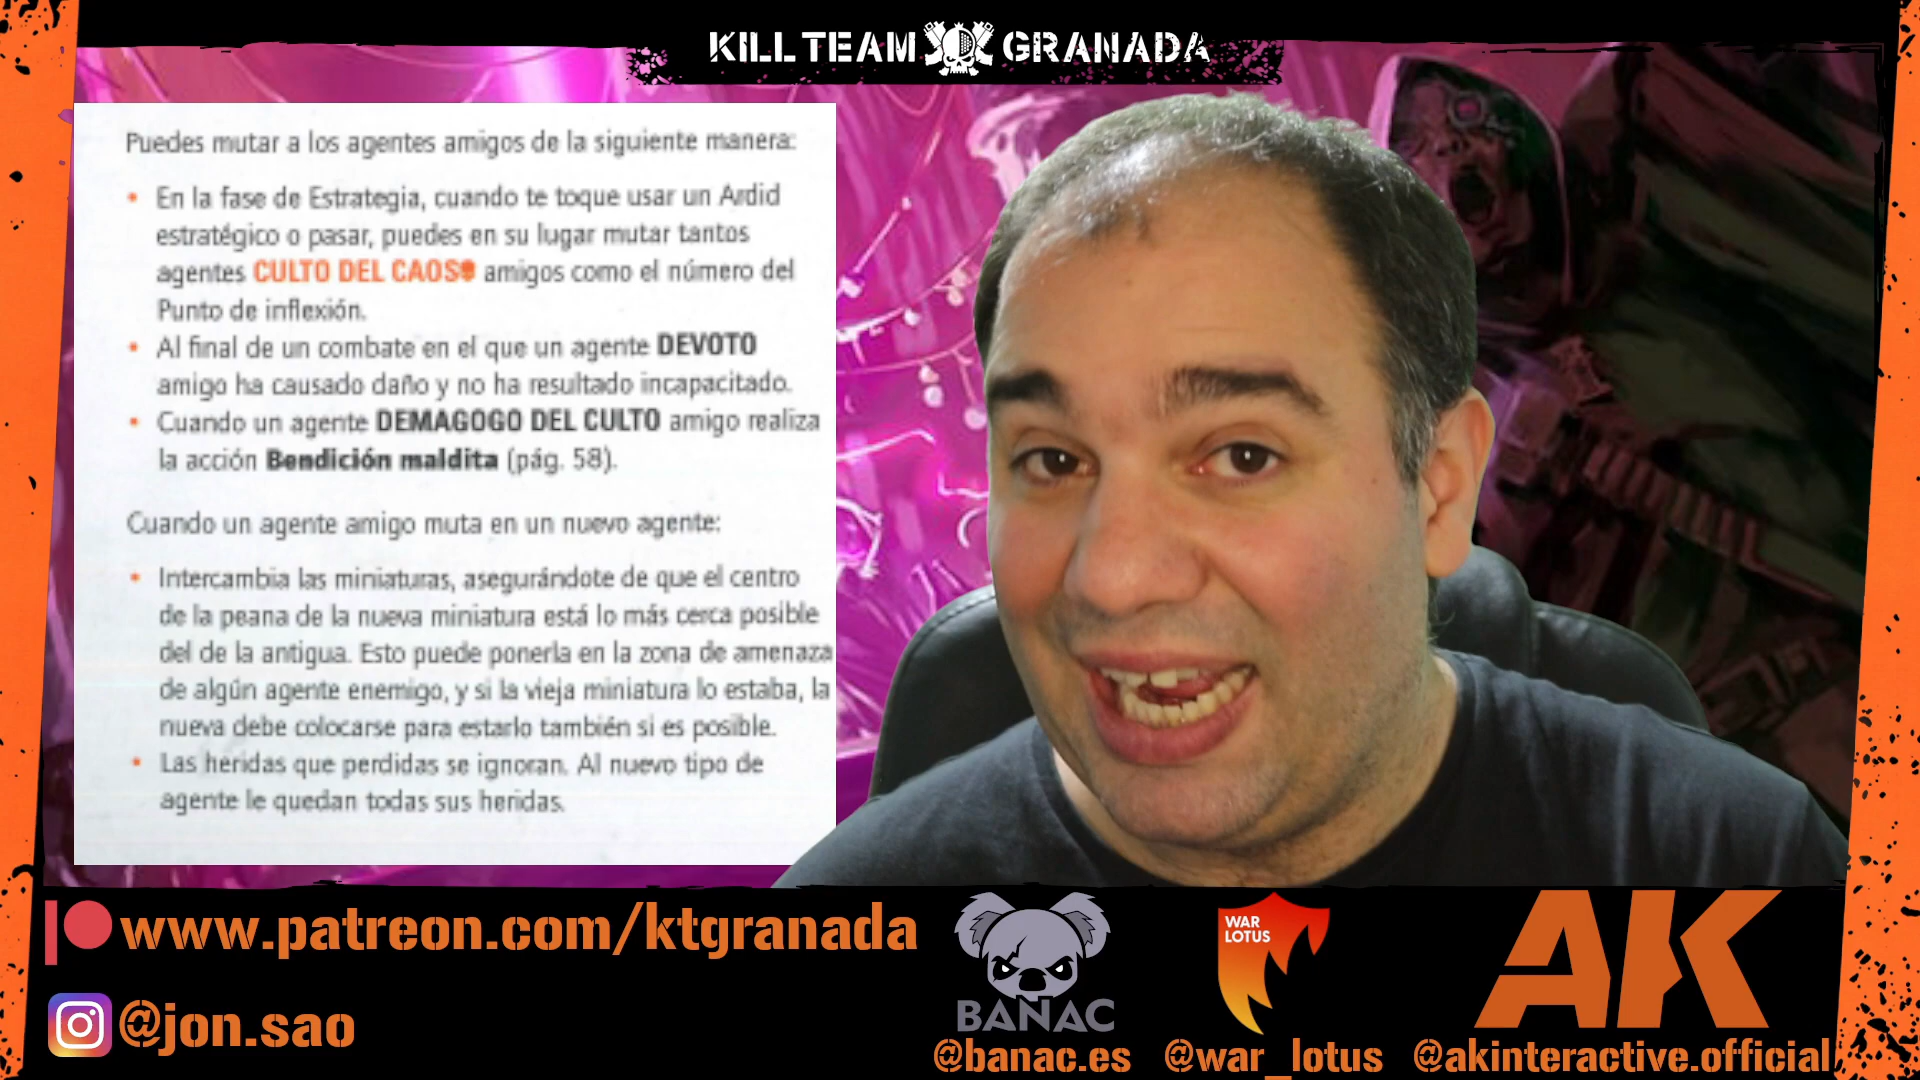 KILL TEAM GRANADA
Puedes mutar a los agentes amigos de la siguiente manera:
• En la fase de Estrategia, cuando te toque usar un Ardid
estratégico o pasar, puedes en su lugar mutar tantos
agentes CULTO DEL CAOS amigos como el número del
Punto de inflexión.
• Al final de un combate en el que un agente DEVOTO
amigo ha causado daño y no ha resultado incapacitado.
• Cuando un agente DEMAGOGO DEL CULTO amigo realiza
la acción Bendición maldita (pág. 58).
Cuando un agente amigo muta en un nuevo agente:
• Intercambia las miniaturas, asegurándote de que el centro
de la peana de la nueva miniatura está lo más cerca posible
del de la antigua. Esto puede ponerla en la zona de amenaza
de algún agente enemigo, y si la vieja miniatura lo estaba, la
nueva debe colocarse para estarlo también si es posible.
• Las heridas que perdidas se ignoran. Al nuevo tipo de
agente le quedan todas sus heridas.
www.patreon.com/ktgranada
@jon.sao
BANAC
@banac.es
WAR
LOTUS
@war_lotus
AK
@akinteractive.official